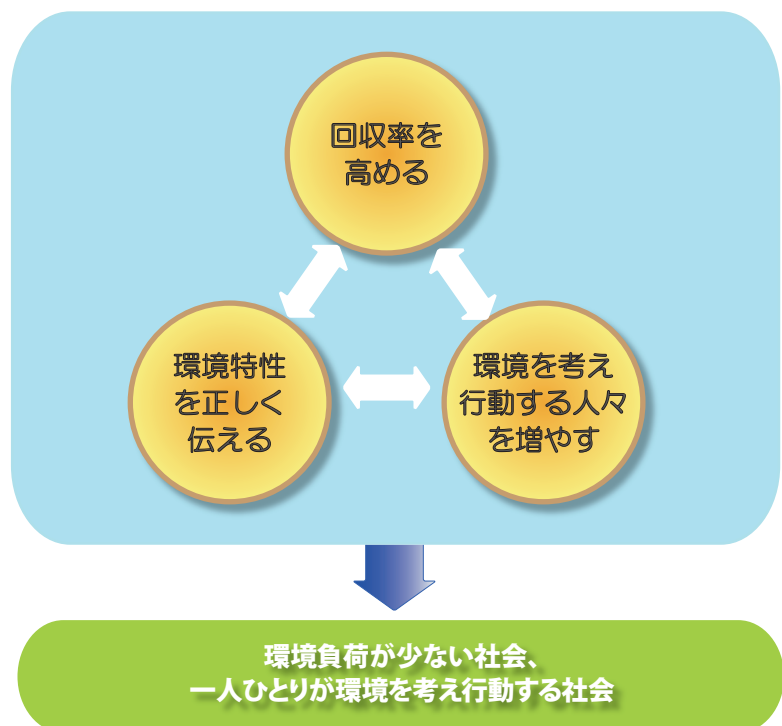 回収率を
高める
環境特性
を正しく
伝える
環境を考え
行動する人々
を増やす
環境負荷が少ない社会、
一人ひとりが環境を考え行動する社会